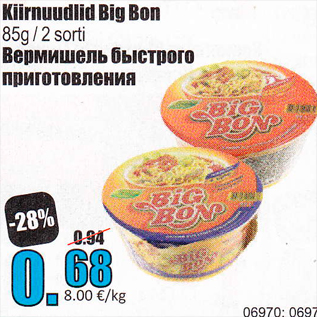 Kiirnuudlid Big Bon
85g / 2 sorti
Вермишель быстрого
приготовления
BIG
BON
BIG
BON
-28%
0.94
0.68
8.00 €/kg
06970; 0697